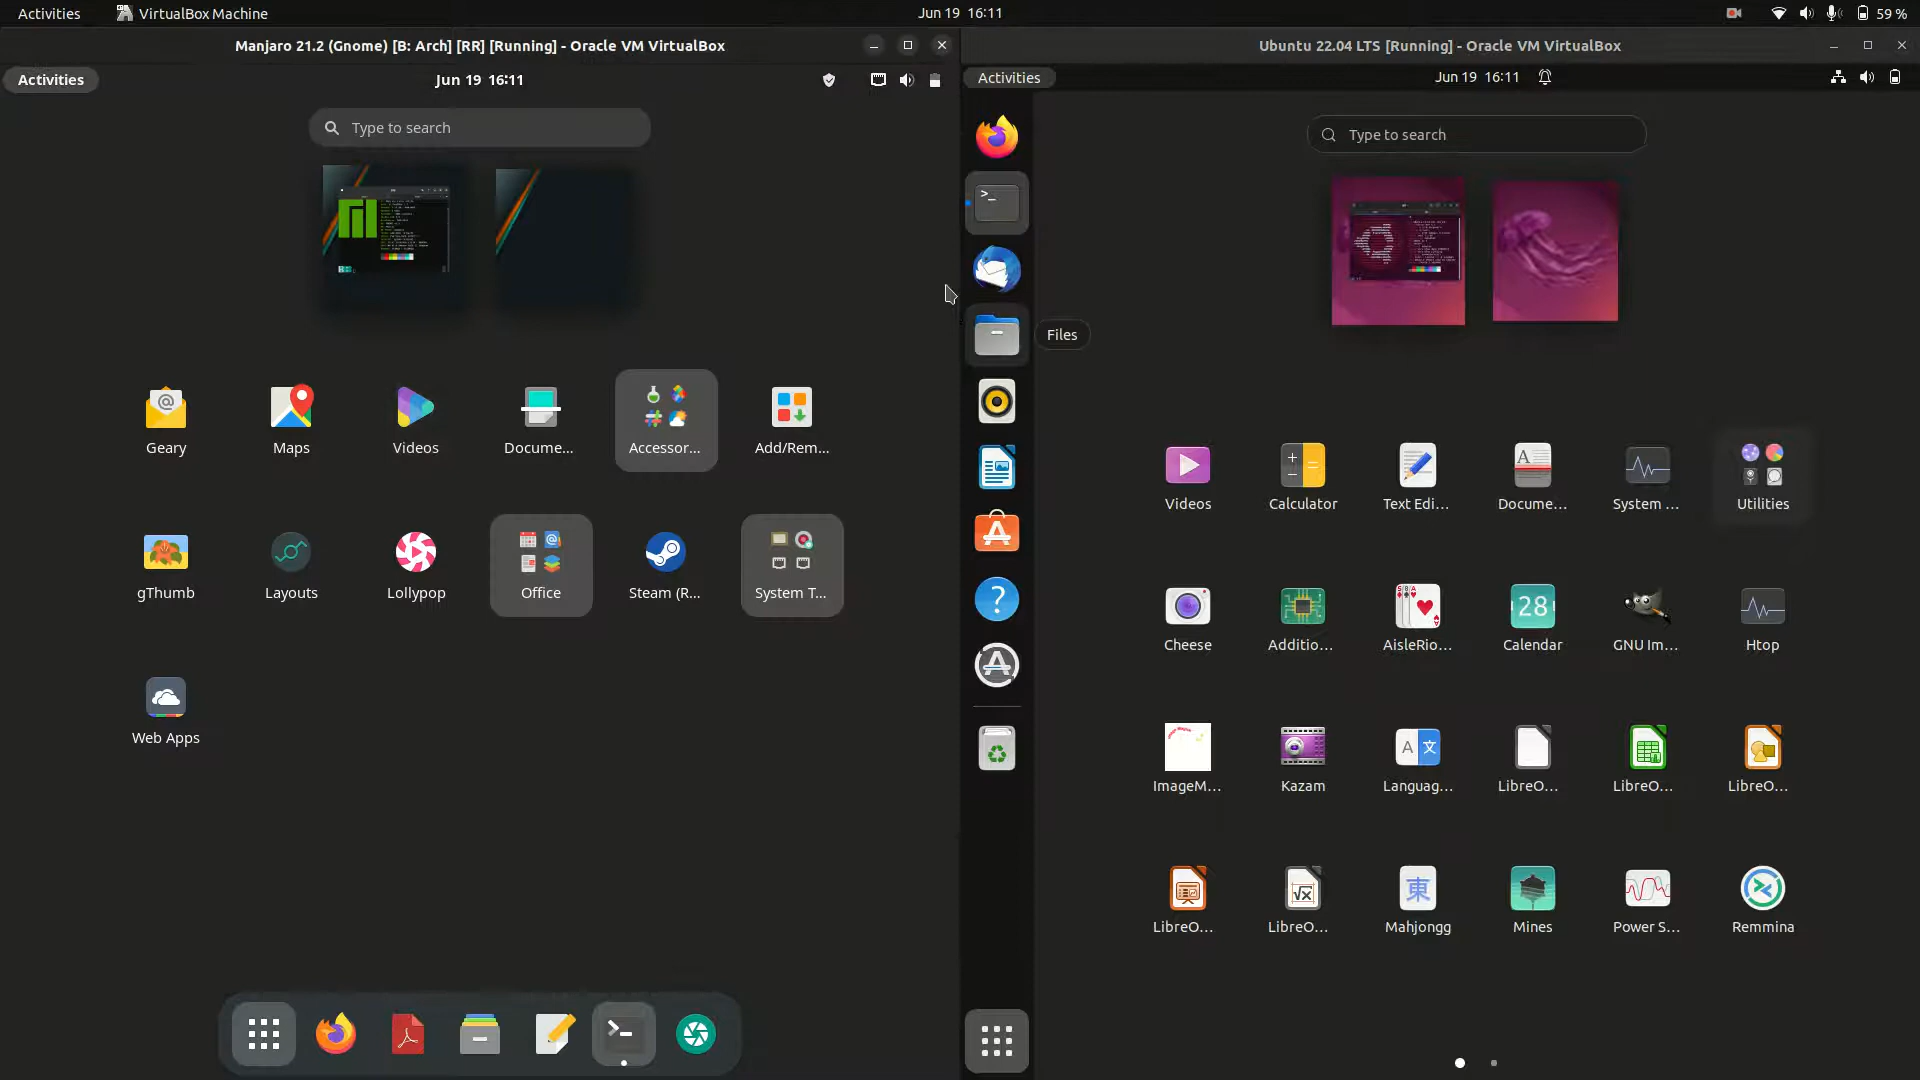 Activities
VirtualBox Machine
Jun 19 16:11
59 %
Manjaro 21.2 (Gnome) [B: Arch] [RR] [Running] - Oracle VM VirtualBox
Activities
Jun 19 16:11
Type to search
Geary
Maps
Videos
Docume...
Accessor...
Add/Rem...
gThumb
Layouts
Lollypop
Office
Steam (R...
System T...
Web Apps
Ubuntu 22.04 LTS [Running] - Oracle VM VirtualBox
Activities
Jun 19 16:11
Type to search
Files
Videos
Calculator
Text Edi...
Docume...
System ...
Utilities
Cheese
Additio...
AisleRio...
28
Calendar
GNU Im...
Htop
ImageM...
Kazam
A 文
Languag...
LibreO...
LibreO...
LibreO...
LibreO...
LibreO...
東
Mahjongg
Mines
Power S...
Remmina